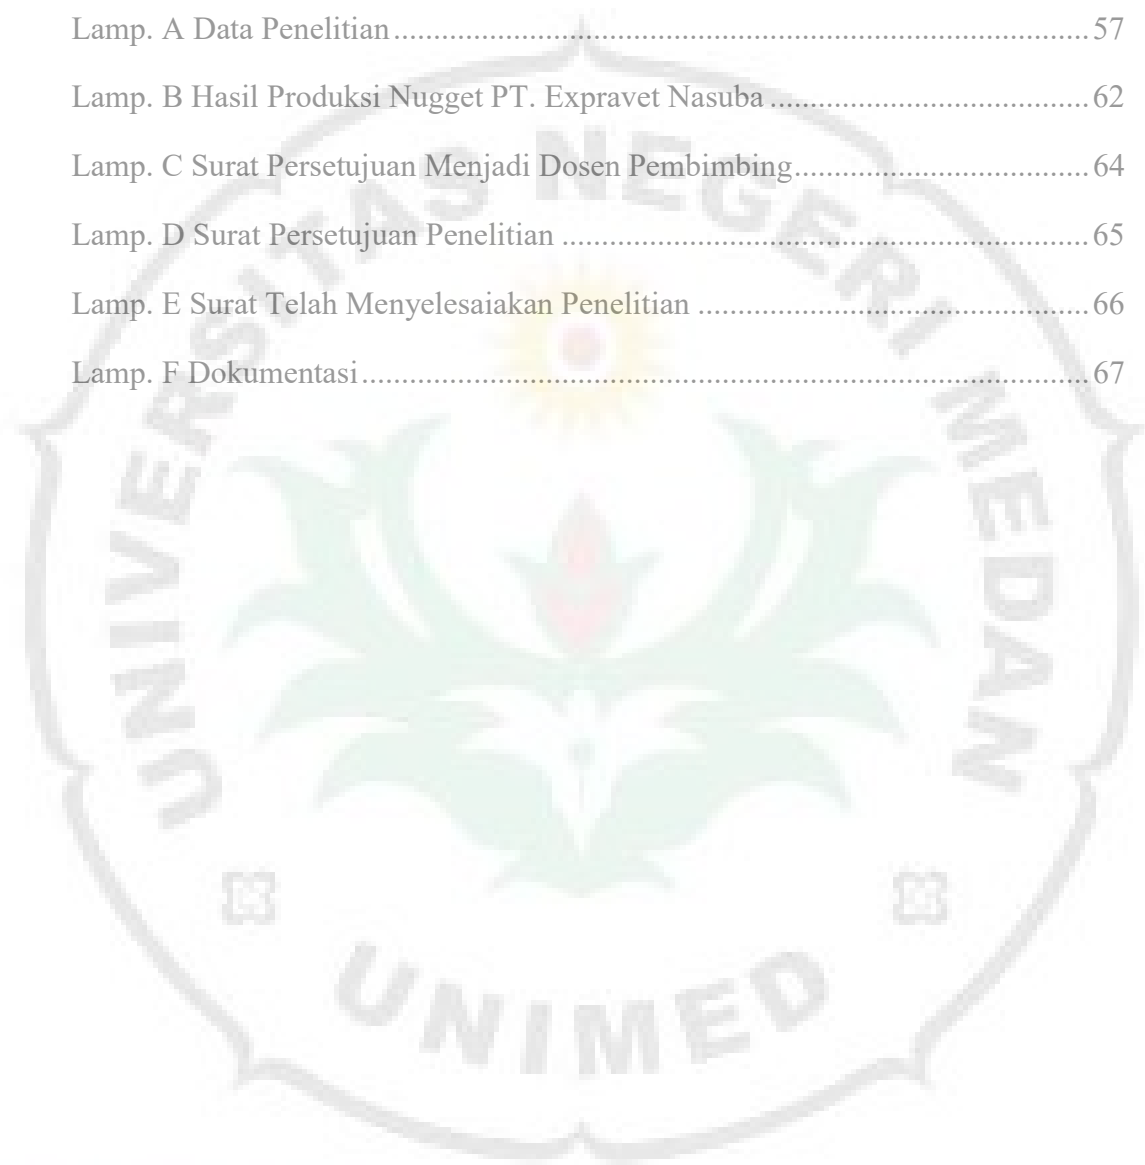 Lamp. A Data Penelitian ........ 57
Lamp. B Hasil Produksi Nugget PT. Expravet Nasuba ........ 62
Lamp. C Surat Persetujuan Menjadi Dosen Pembimbing ........ 64
Lamp. D Surat Persetujuan Penelitian ........ 65
Lamp. E Surat Telah Menyelesaiakan Penelitian ........ 66
Lamp. F Dokumentasi ........ 67
UNIVERSITAS NEGERI MEDAN
UNIMED